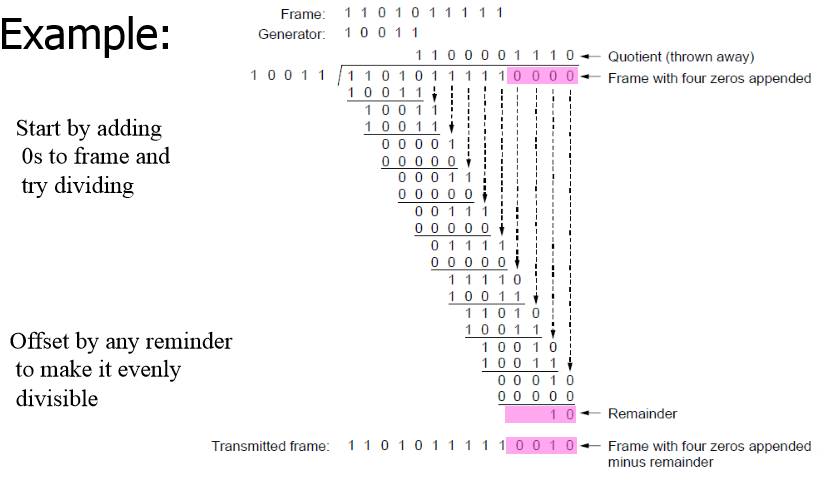 Example:
Frame: 1 1 0 1 0 1 1 1 1 1
Generator: 1 0 0 1 1
1 1 0 0 0 0 1 1 1 0 Quotient (thrown away)
1 0 0 1 1 1 1 0 1 0 1 1 1 1 1 0 0 0 0 Frame with four zeros appended
1 0 0 1 1
1 0 0 1 1
1 0 0 1 1
0 0 0 0 1
0 0 0 0 0
0 0 0 1 1
0 0 0 0 0
0 0 1 1 1
0 0 0 0 0
0 1 1 1 1
0 0 0 0 0
1 1 1 1 0
1 0 0 1 1
1 1 0 1 0
1 0 0 1 1
1 0 0 1 0
1 0 0 1 1
0 0 0 1 0
0 0 0 0 0
1 0 Remainder
Start by adding
0s to frame and
try dividing
Offset by any reminder
to make it evenly
divisible
Transmitted frame: 1 1 0 1 0 1 1 1 1 1 0 0 1 0 Frame with four zeros appended
minus remainder